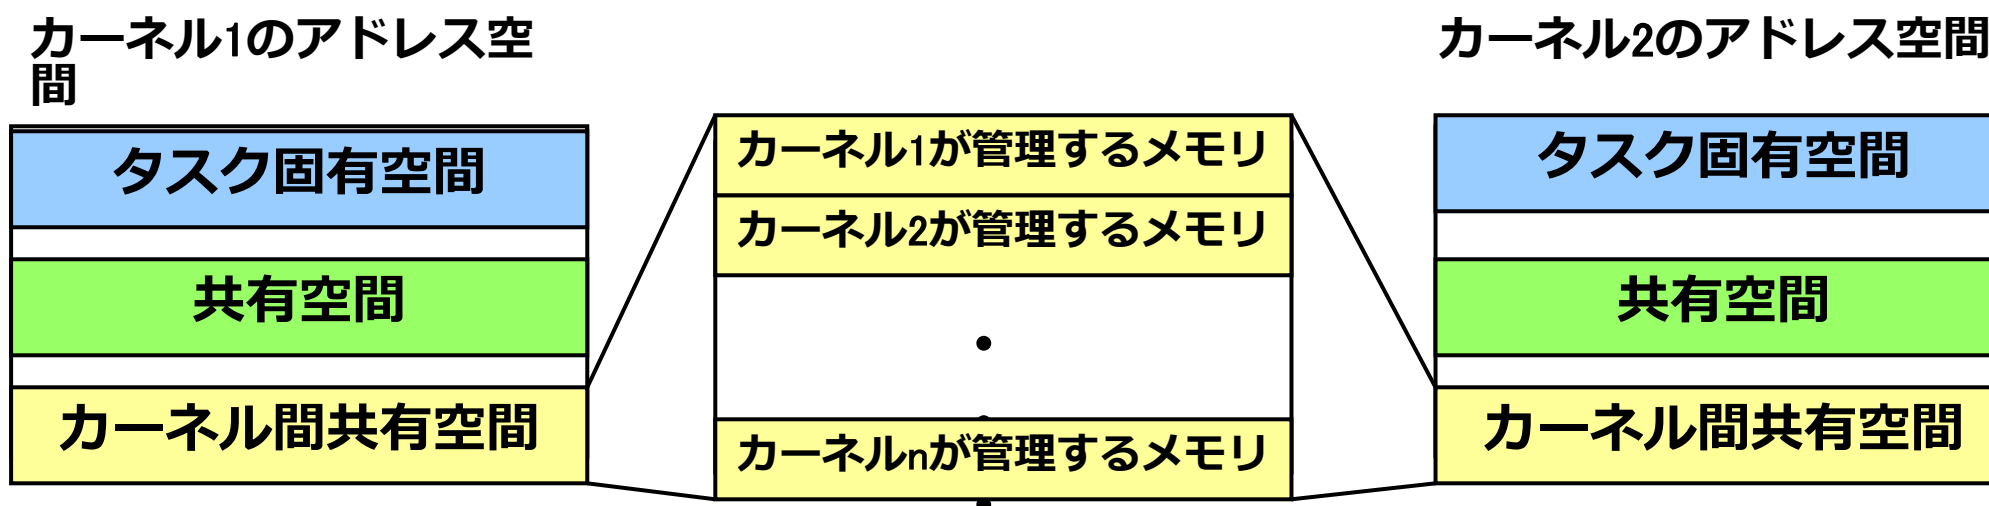 カーネル1のアドレス空
間
タスク固有空間
共有空間
カーネル間共有空間
カーネル1が管理するメモリ
カーネル2が管理するメモリ
カーネルnが管理するメモリ
カーネル2のアドレス空間
タスク固有空間
共有空間
カーネル間共有空間